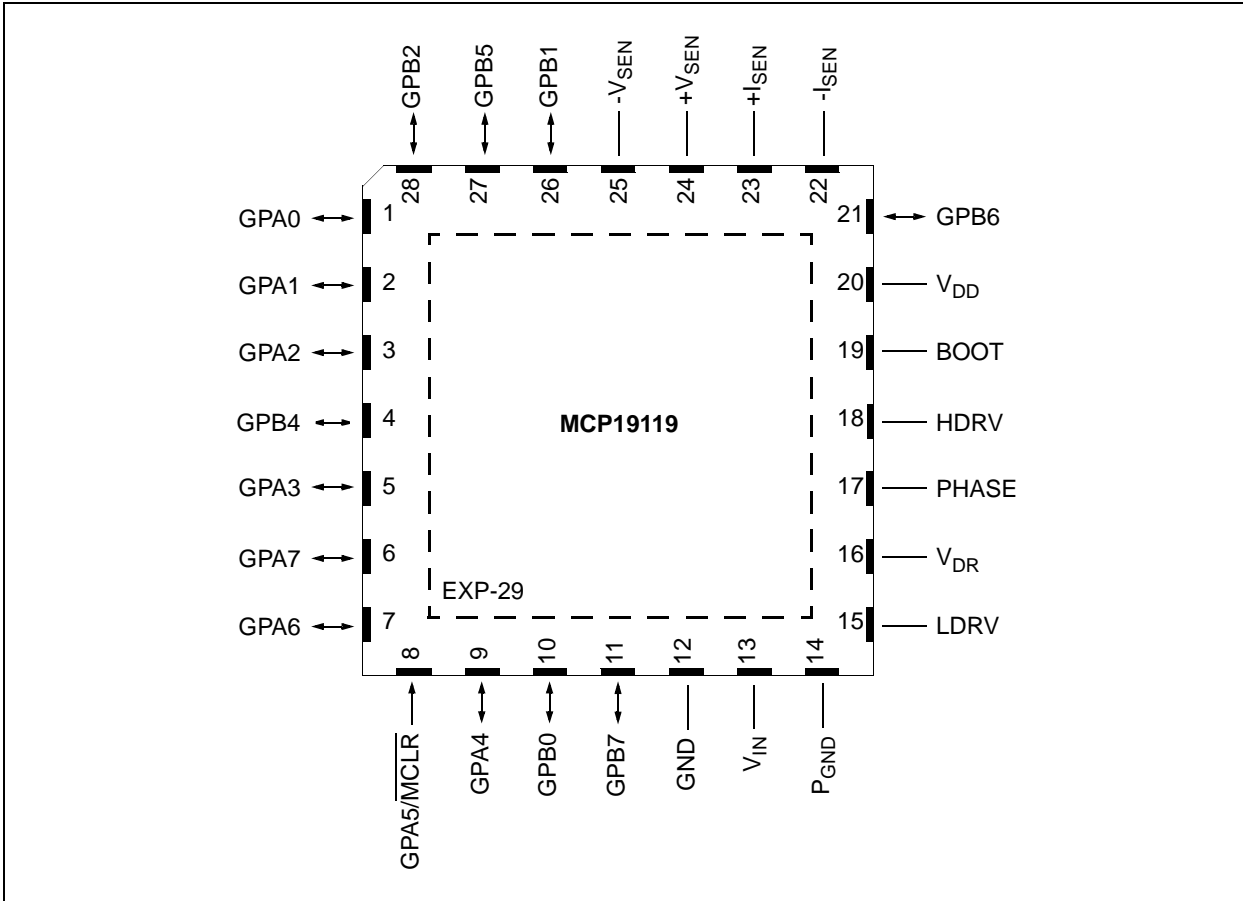 GPB2
GPB5
GPB1
-VSEN
+VSEN
+ISEN
-ISEN
28
27
26
25
24
23
22
GPA0 1
21 GPB6
GPA1 2
20 VDD
GPA2 3
19 BOOT
GPB4 4
MCP19119
18 HDRV
GPA3 5
17 PHASE
GPA7 6
16 VDR
EXP-29
GPA6 7
15 LDRV
8
9
10
11
12
13
14
GPA5/MCLR
GPA4
GPB0
GPB7
GND
VIN
PGND